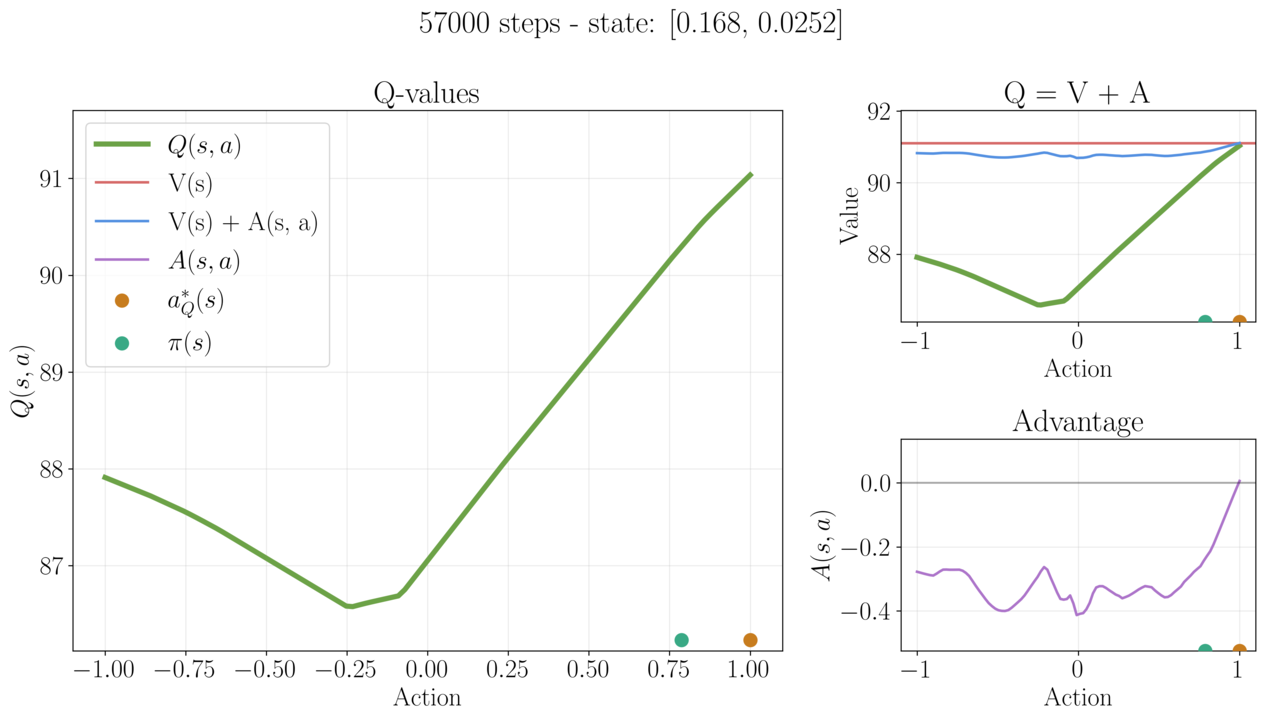 57000 steps - state: [0.168, 0.0252]
Q-values
Q(s, a)
V(s)
V(s) + A(s, a)
A(s, a)
a*_Q(s)
π(s)
Q(s, a)
91
90
89
88
87
−1.00 −0.75 −0.50 −0.25 0.00 0.25 0.50 0.75 1.00
Action
Q = V + A
Value
92
90
88
−1 0 1
Action
Advantage
A(s, a)
0.0
−0.2
−0.4
−1 0 1
Action